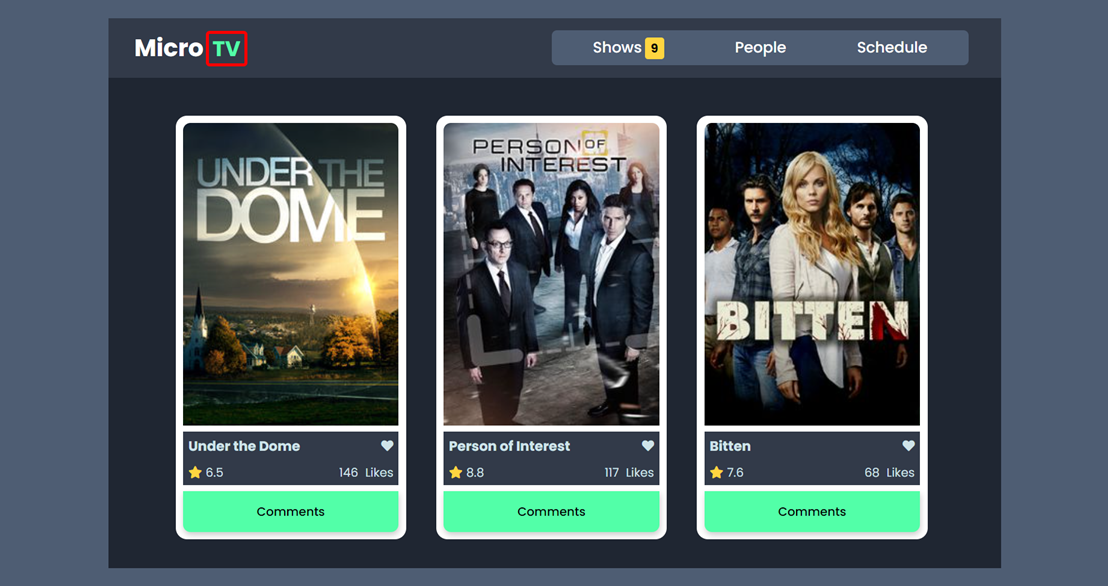 Micro TV
Shows 9 People Schedule
UNDER THE
DOME
PERSON OF
INTEREST
BITTEN
Under the Dome
6.5 146 Likes
Comments
Person of Interest
8.8 117 Likes
Comments
Bitten
7.6 68 Likes
Comments